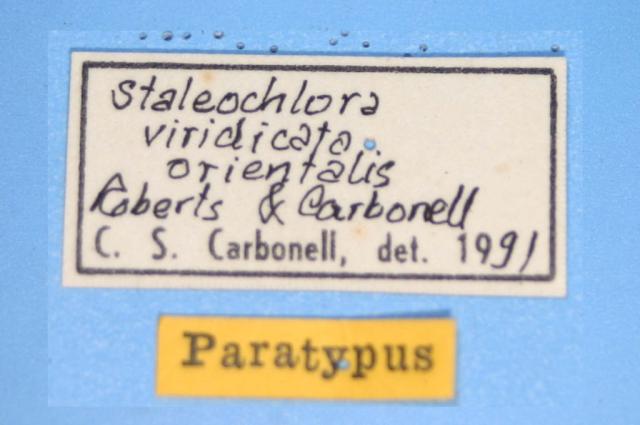 Staleochlora
viridicata
orientalis
Roberts & Carbonell
C. S. Carbonell, det. 1991
Paratypus